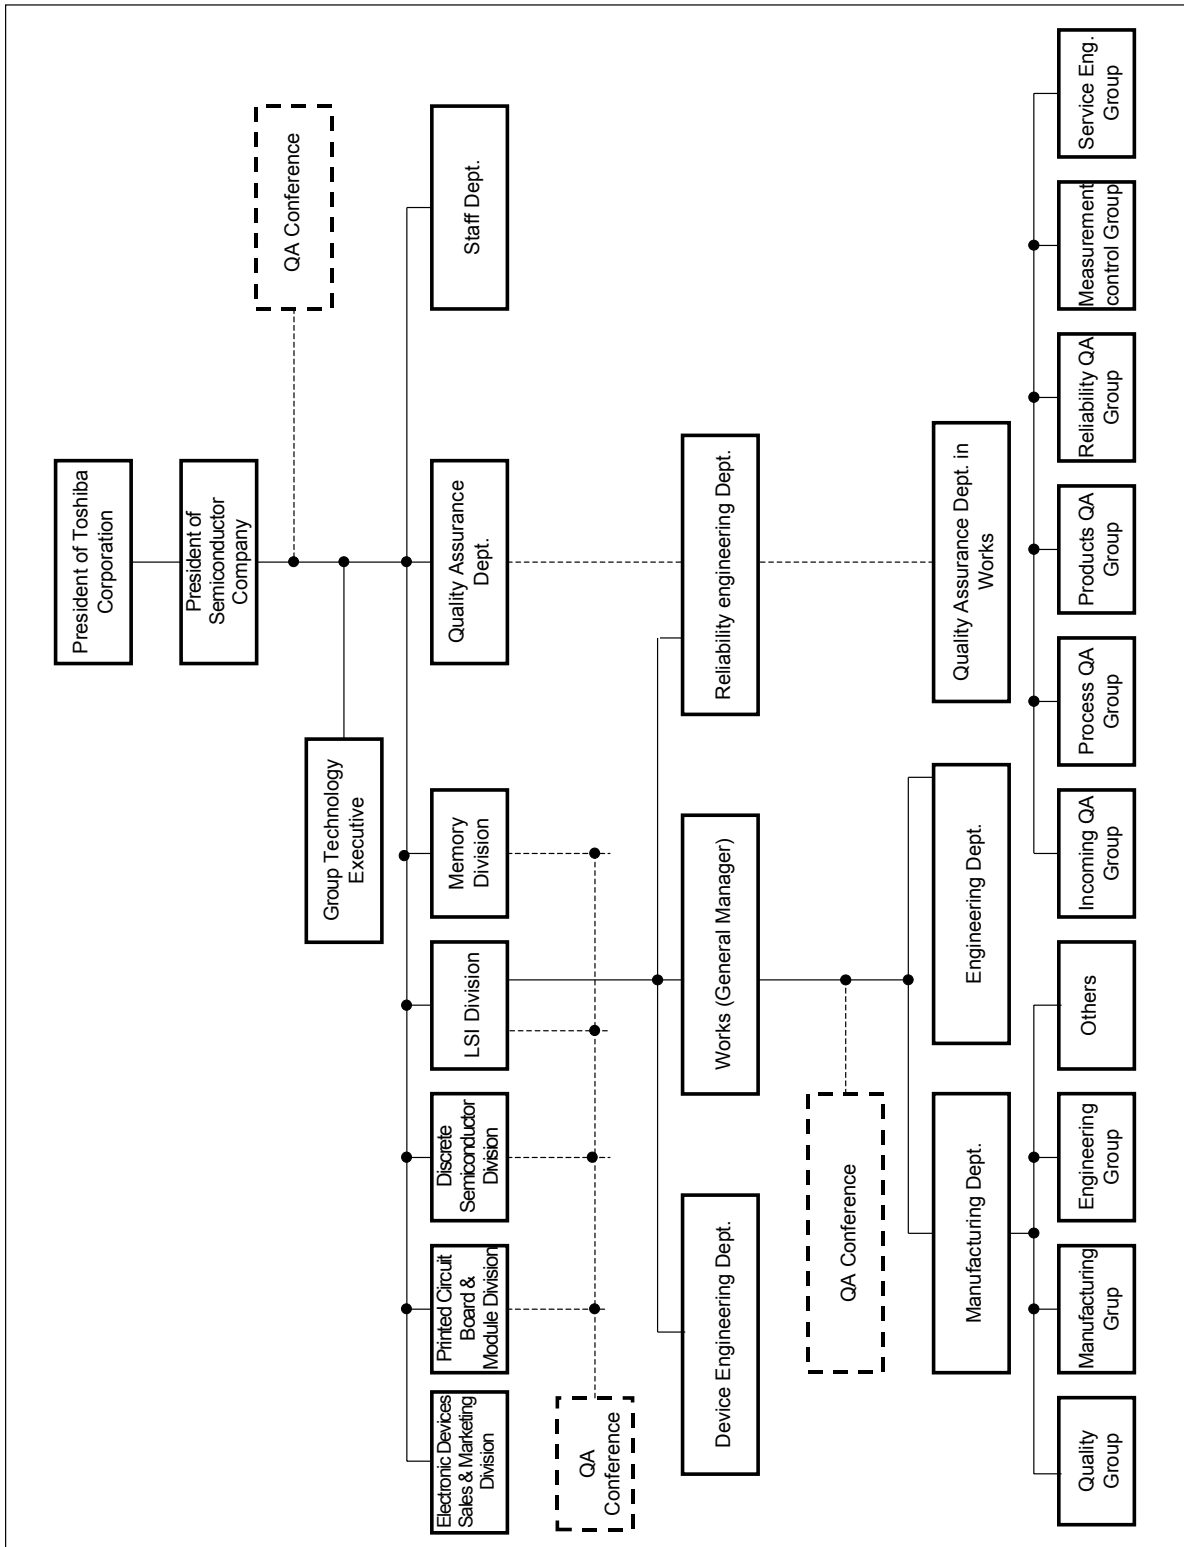 President of Toshiba
Corporation
President of
Semiconductor
Company
QA Conference
Group Technology
Executive
Electronic Devices
Sales & Marketing
Division
Printed Circuit
Board &
Module Division
Discrete
Semiconductor
Division
LSI Division
Memory
Division
Quality Assurance
Dept.
Staff Dept.
QA
Conference
Device Engineering Dept.
Works (General Manager)
Reliability engineering Dept.
QA Conference
Manufacturing Dept.
Engineering Dept.
Quality Assurance Dept. in
Works
Quality
Group
Manufacturing
Grup
Engineering
Group
Others
Incoming QA
Group
Process QA
Group
Products QA
Group
Reliability QA
Group
Measurement
control Group
Service Eng.
Group